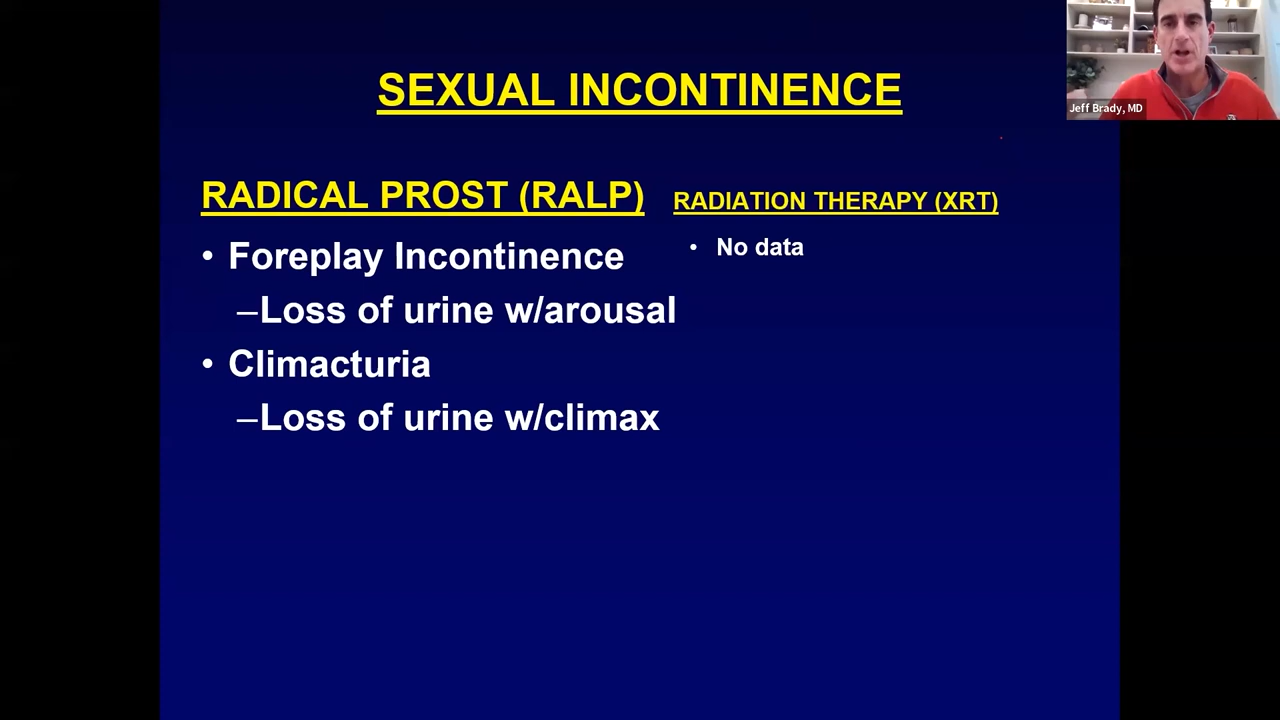 SEXUAL INCONTINENCE
Jeff Brady, MD
RADICAL PROST (RALP)
• Foreplay Incontinence
–Loss of urine w/arousal
• Climacturia
–Loss of urine w/climax
RADIATION THERAPY (XRT)
• No data